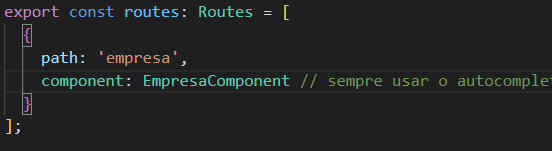 export const routes: Routes = [
{
path: 'empresa',
component: EmpresaComponent // sempre usar o
}
];